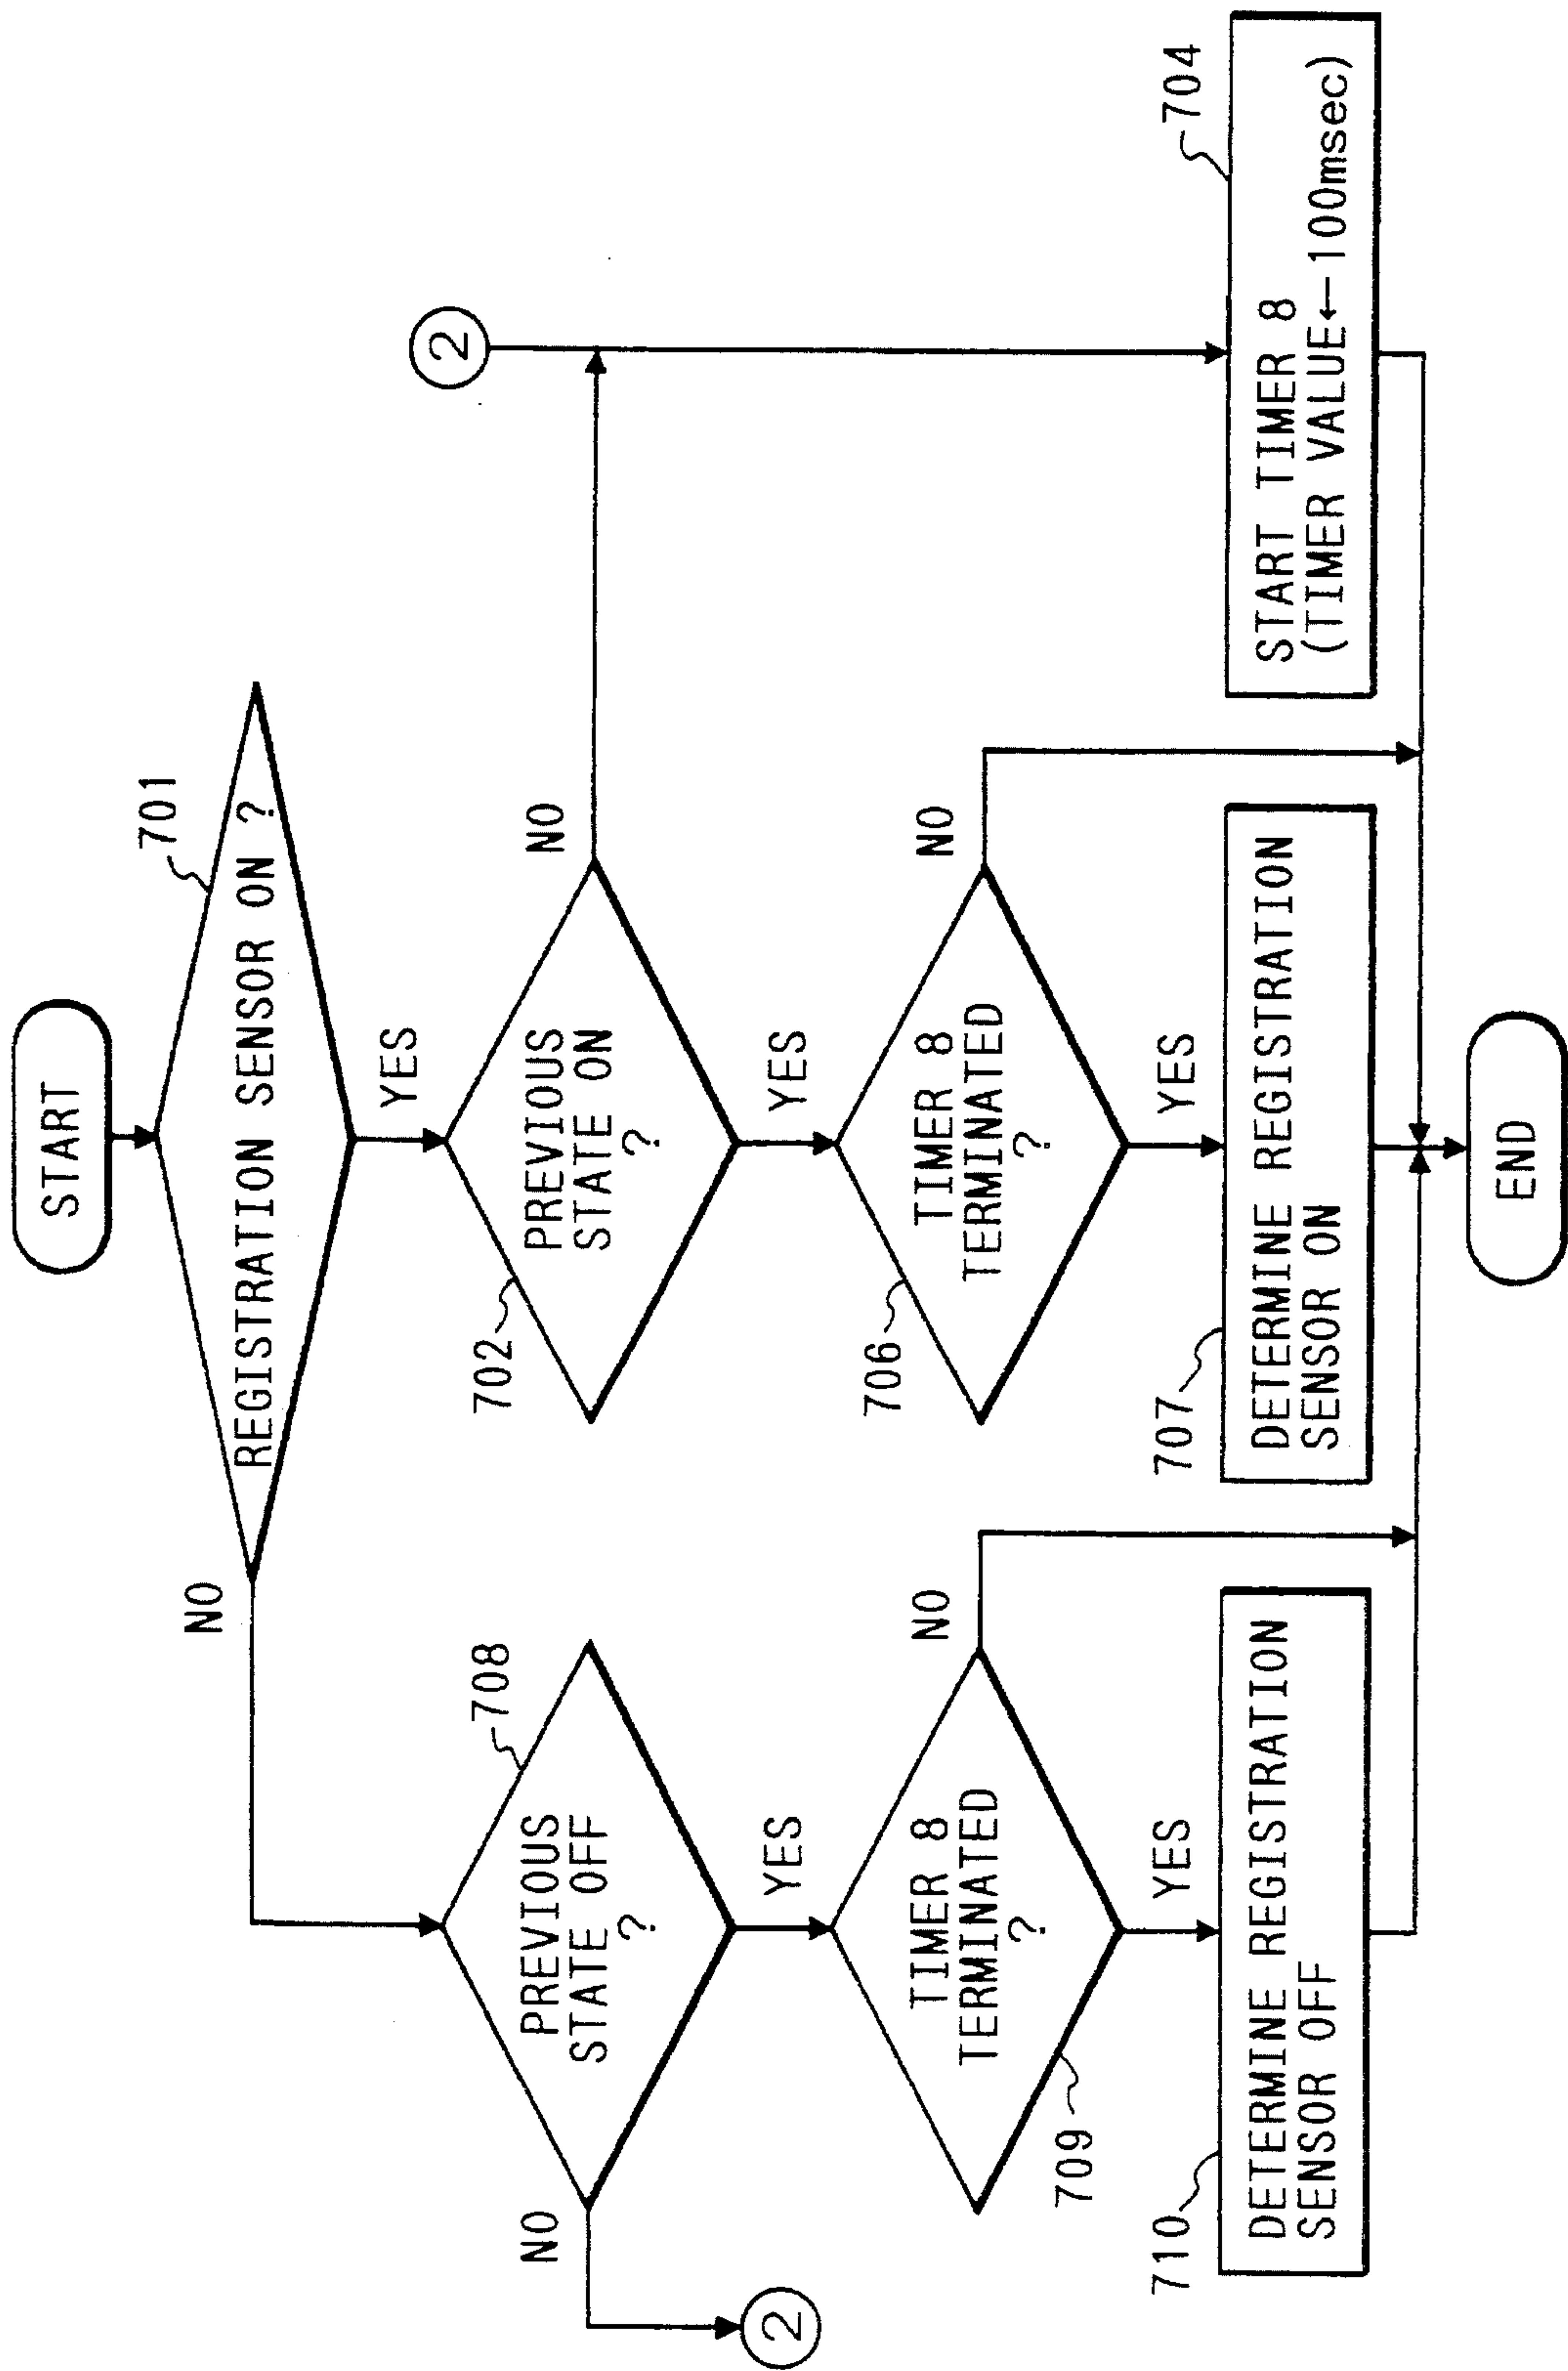 START
701
REGISTRATION SENSOR ON ?
NO
YES
708
PREVIOUS
STATE OFF
?
NO
YES
2
702
PREVIOUS
STATE ON
?
NO
YES
2
709
TIMER 8
TERMINATED
?
NO
YES
706
TIMER 8
TERMINATED
?
NO
YES
710
DETERMINE REGISTRATION
SENSOR OFF
707
DETERMINE REGISTRATION
SENSOR ON
704
START TIMER 8
(TIMER VALUE←100msec)
END